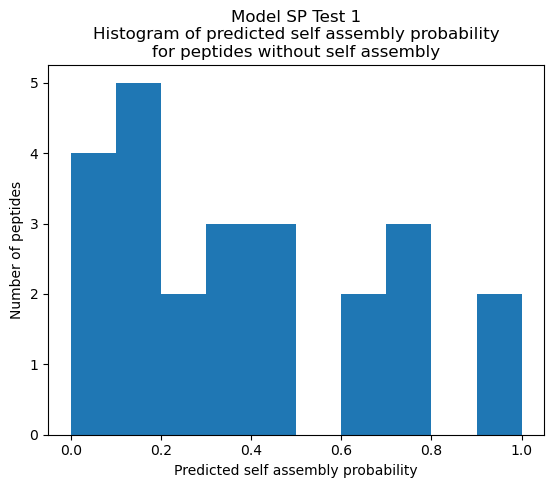 Model SP Test 1
Histogram of predicted self assembly probability
for peptides without self assembly
Number of peptides
5
4
3
2
1
0
0.0 0.2 0.4 0.6 0.8 1.0
Predicted self assembly probability